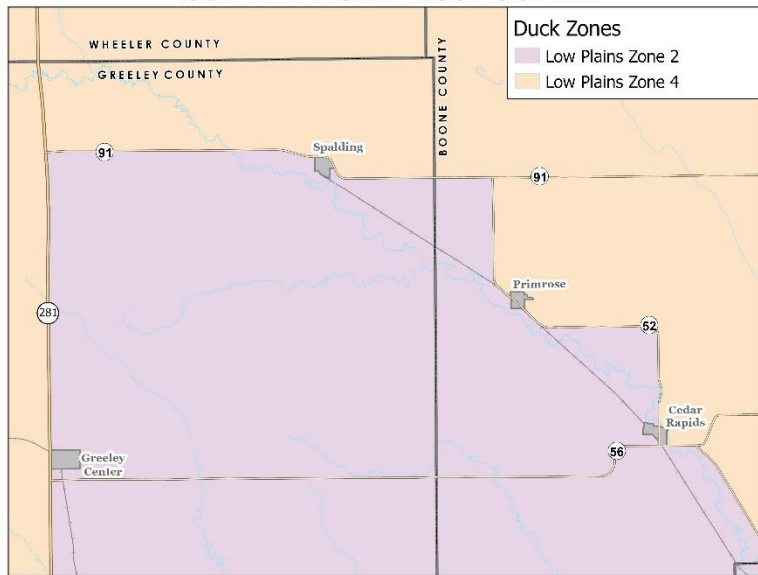 Duck Zones
Low Plains Zone 2
Low Plains Zone 4
WHEELER COUNTY
GREELEY COUNTY
BOONE COUNTY
Spalding
91
91
Primrose
281
52
Cedar
Rapids
Greeley
Center
56